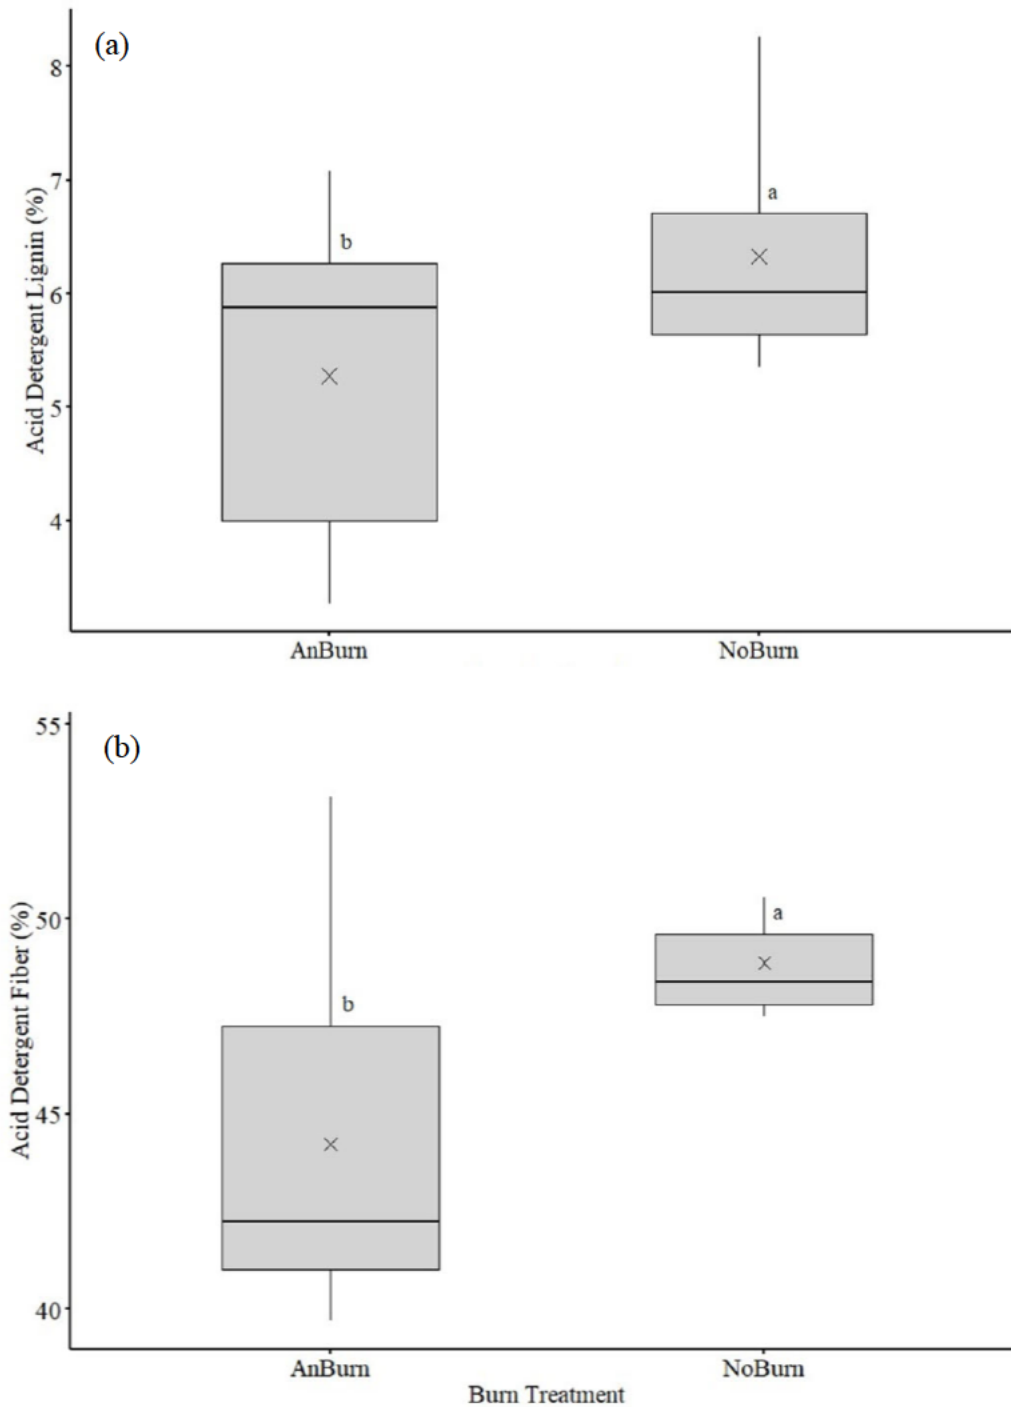 (a)
Acid Detergent Lignin (%)
8
7
6
5
4
b
a
AnBurn
NoBurn
(b)
Acid Detergent Fiber (%)
55
50
45
40
b
a
AnBurn
NoBurn
Burn Treatment